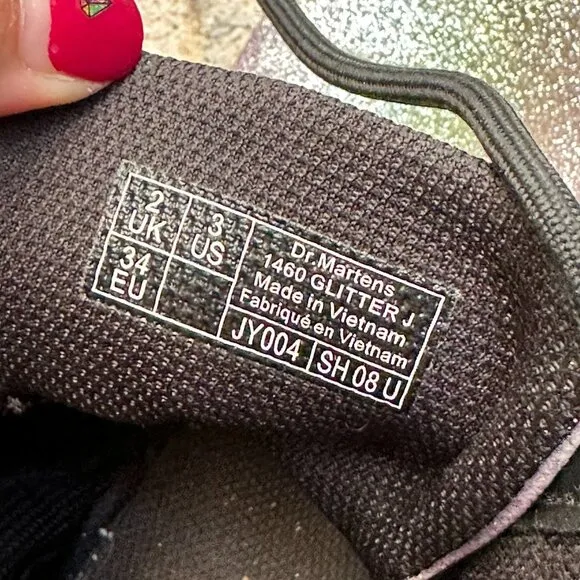 2 UK
3 US
34 EU
Dr.Martens
1460 GLITTER J.
Made in Vietnam
Fabriqué en Vietnam
JY004
SH 08 U